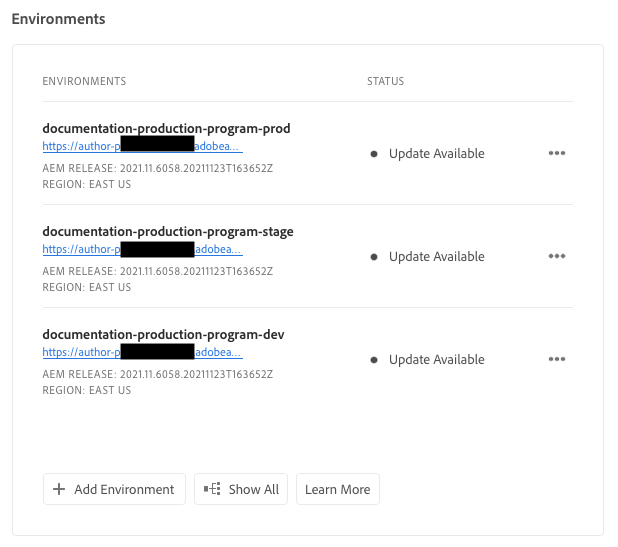 Environments
ENVIRONMENTS STATUS
documentation-production-program-prod
https://author-p adobea...
Update Available
AEM RELEASE: 2021.11.6058.20211123T163652Z
REGION: EAST US
documentation-production-program-stage
https://author-p adobea...
Update Available
AEM RELEASE: 2021.11.6058.20211123T163652Z
REGION: EAST US
documentation-production-program-dev
https://author-p adobea...
Update Available
AEM RELEASE: 2021.11.6058.20211123T163652Z
REGION: EAST US
Add Environment Show All Learn More